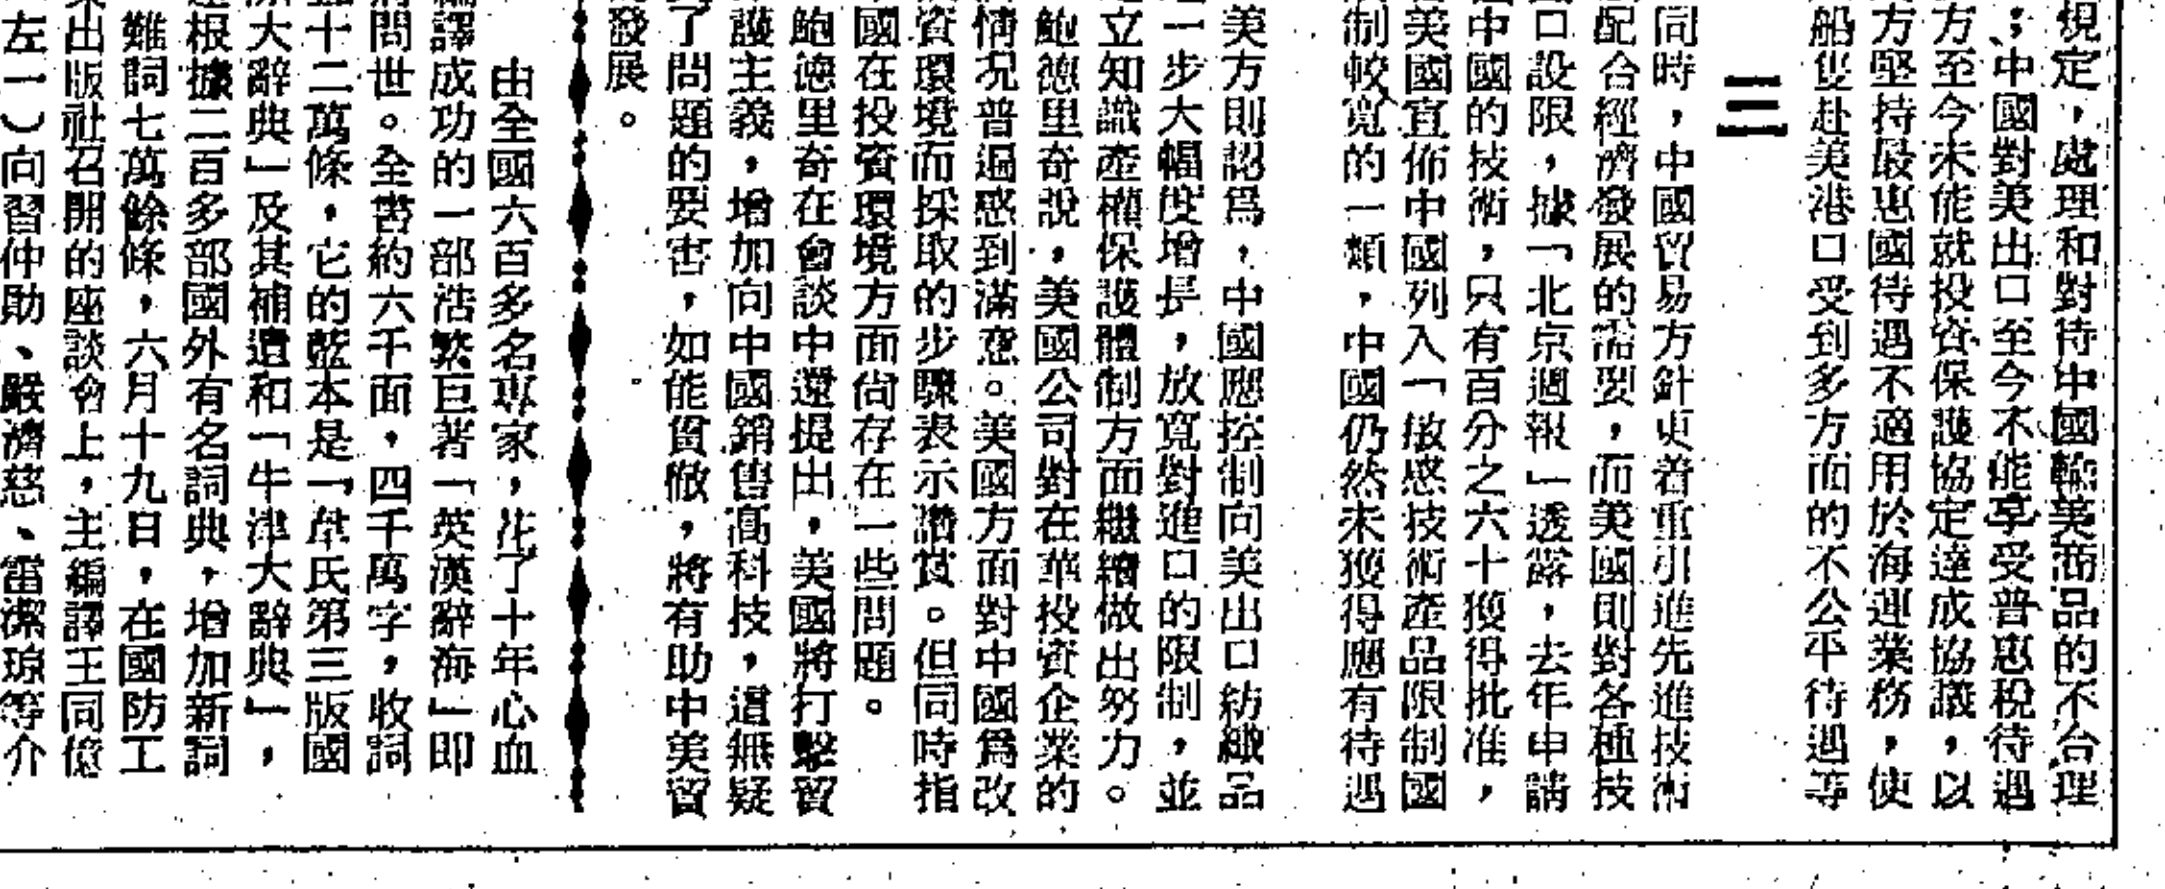 規定，處理和對待中國輸美商品的不合理
；中國對美出口至今不能享受普惠稅待遇
方至今未能就投資保護協定達成協議，以
方堅持最惠國待遇不適用於海運業務，使
船隻赴美港口受到多方面的不公平待遇等
三
同時，中國貿易方針更着重引進先進技術
配合經濟發展的需要，而美國則對各種技
口設限，據「北京週報」透露，去年申請
中國的技術，只有百分之六十獲得批准，
美國宣佈中國列入「敏感技術產品限制國
制較寬的一類，中國仍然未獲得應有待遇
美方則認爲，中國應控制向美出口紡織品
一步大幅度增長，放寬對進口的限制，並
立知識產權保護體制方面繼續做出努力。
鮑德里奇說，美國公司對在華投資企業的
情况普遍感到滿意。美國方面對中國爲改
資環境而採取的步驟表示讚賞。但同時指
國在投資環境方面尚存在一些問題。
鮑德里奇在會談中還提出，美國將打擊貿
護主義，增加向中國銷售高科技，這無疑
了問題的要害，如能貫徹，將有助中美貿
發展。
由全國六百多名專家，花了十年心血
編譯成功的一部浩繁巨著「英漢辭海」即
問世。全書約六千面，四千萬字，收詞
十二萬條，它的藍本是「韋氏第三版國
大辭典」及其補遺和「牛津大辭典」，
根據二百多部國外有名詞典，增加新詞
難詞七萬餘條，六月十九日，在國防工
出版社召開的座談會上，主編譯王同億
左一）向習仲勛、嚴濟慈、雷潔瓊等介